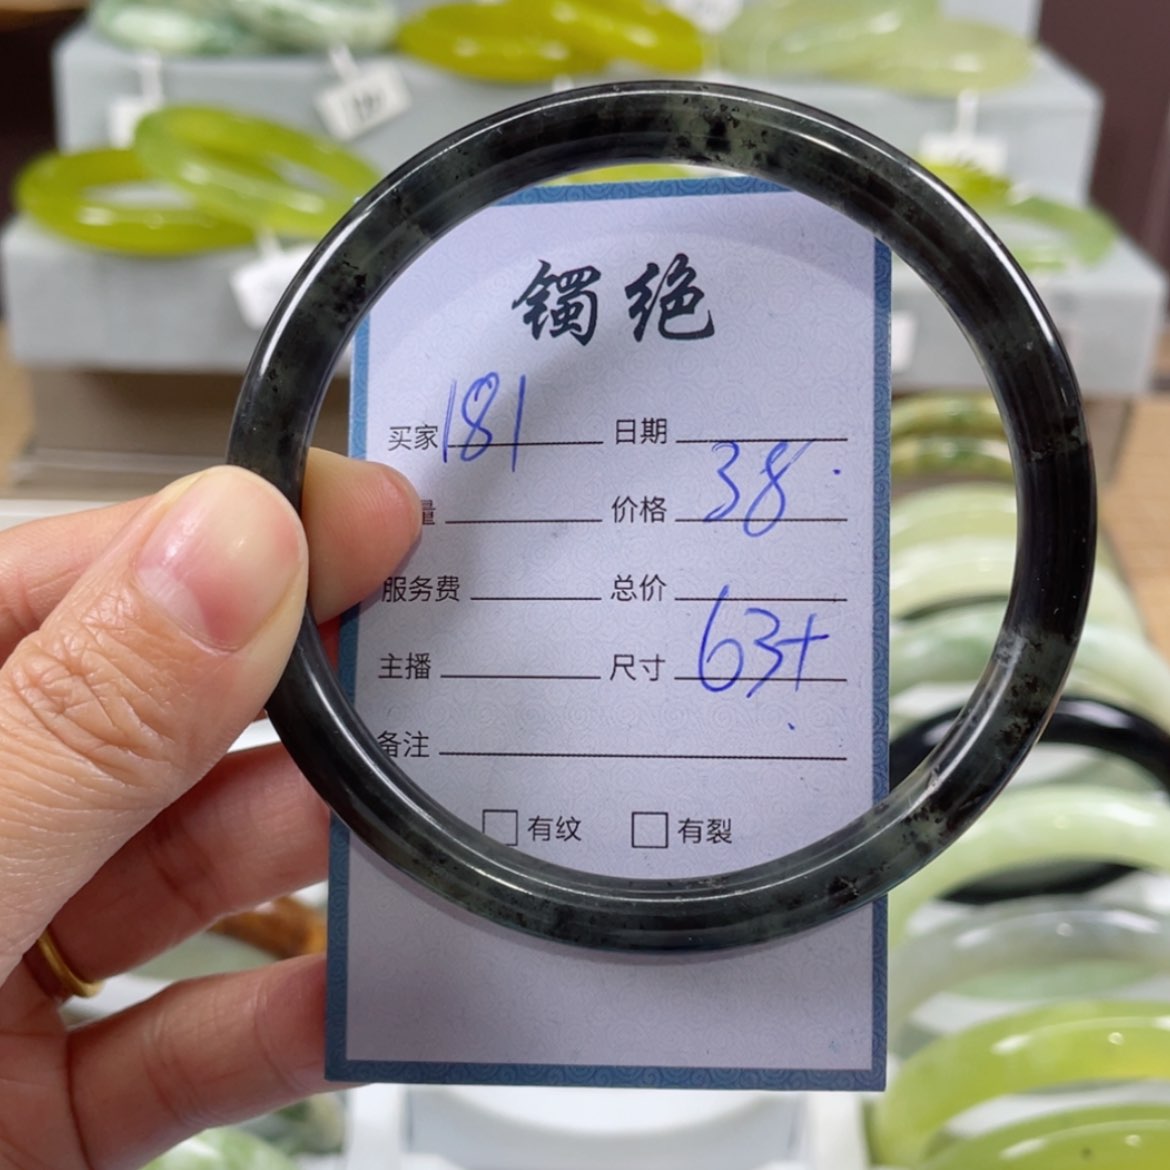 镯绝
买家 181 日期
量 价格 38
服务费 总价
主播 尺寸 63+
备注
有纹 有裂